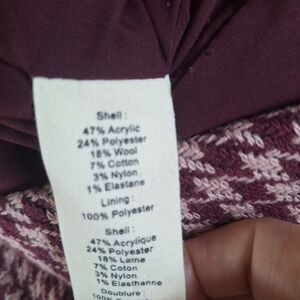 Shell :
47% Acrylic
24% Polyester
18% Wool
7% Cotton
3% Nylon
1% Elastane
Lining :
100% Polyester
Shell :
47% Acrylique
24% Polyester
18% Laine
7% Coton
3% Nylon
1% Elasthanne
Doublure :
100%